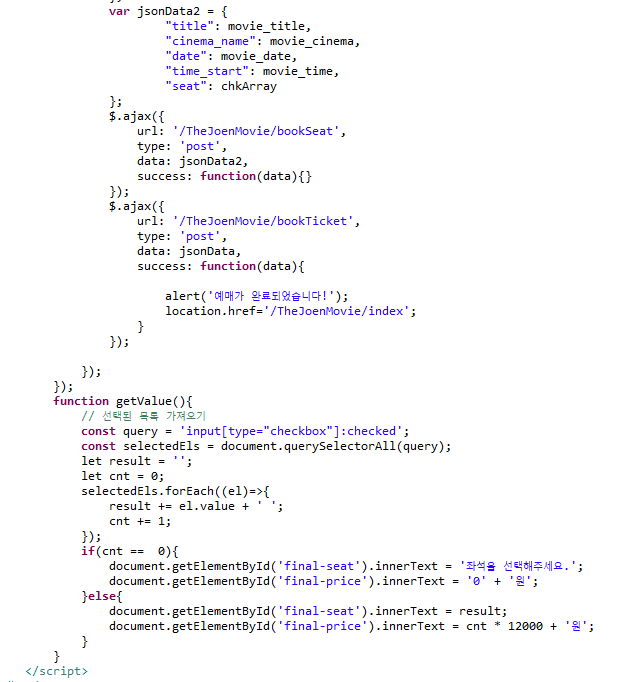 var jsonData2 = {
"title": movie_title,
"cinema_name": movie_cinema,
"date": movie_date,
"time_start": movie_time,
"seat": chkArray
};
$.ajax({
url: '/TheJoenMovie/bookSeat',
type: 'post',
data: jsonData2,
success: function(data){}
});
$.ajax({
url: '/TheJoenMovie/bookTicket',
type: 'post',
data: jsonData,
success: function(data){
alert('예매가 완료되었습니다!');
location.href='/TheJoenMovie/index';
}
});
});
});
function getValue(){
// 선택된 목록 가져오기
const query = 'input[type="checkbox"]:checked';
const selectedEls = document.querySelectorAll(query);
let result = '';
let cnt = 0;
selectedEls.forEach((el)=>{
result += el.value + ' ';
cnt += 1;
});
if(cnt ==  0){
document.getElementById('final-seat').innerText = '좌석을 선택해주세요.';
document.getElementById('final-price').innerText = '0' + '원';
}else{
document.getElementById('final-seat').innerText = result;
document.getElementById('final-price').innerText = cnt * 12000 + '원';
}
}
</script>